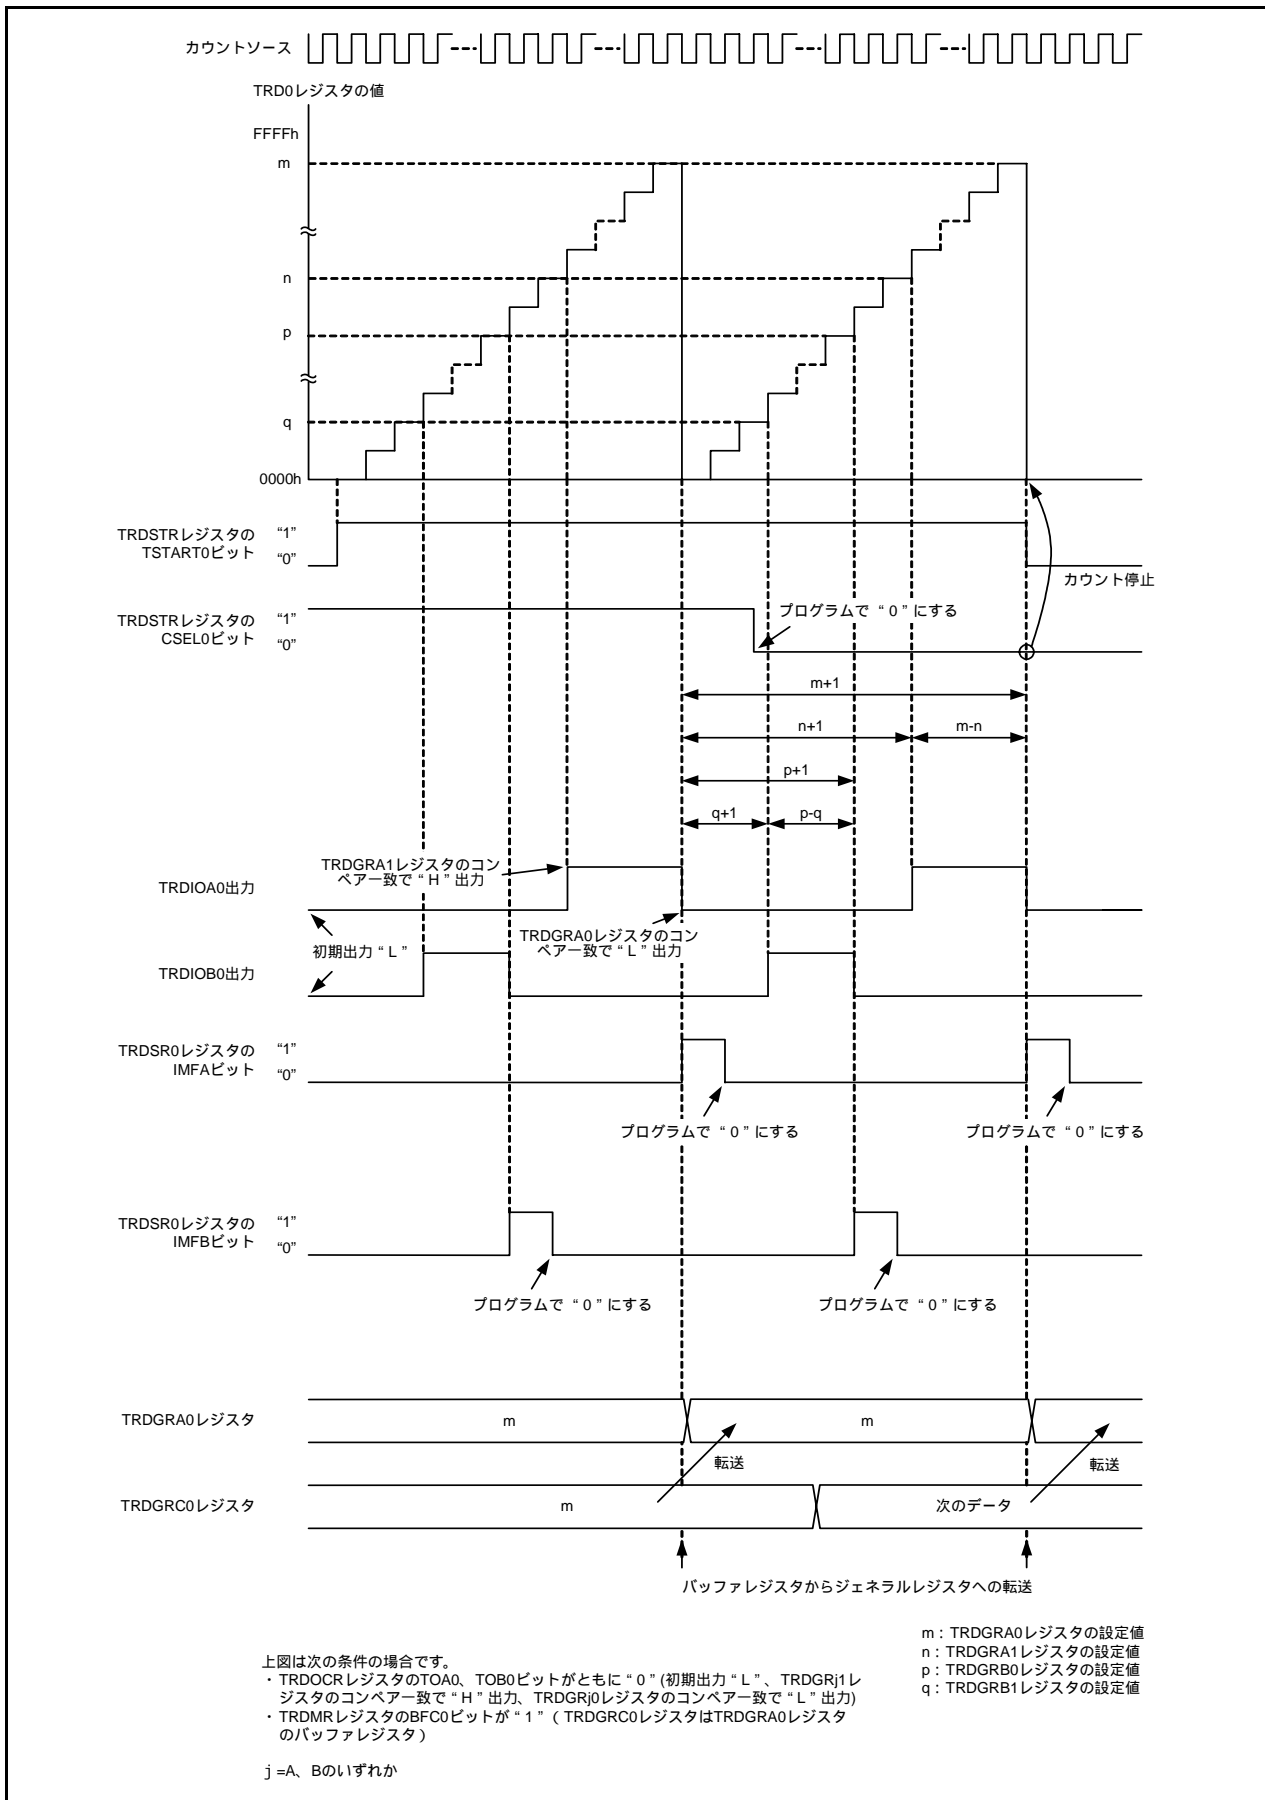 カウントソース
TRD0レジスタの値
FFFFh
m
n
p
q
0000h
TRDSTRレジスタの “1”
TSTART0ビット “0”
カウント停止
TRDSTRレジスタの “1”
CSEL0ビット “0”
プログラムで “ 0 ” にする
m+1
n+1
m-n
p+1
q+1
p-q
TRDGRA1レジスタのコン
ペア一致で “ H ” 出力
TRDIOA0出力
TRDGRA0レジスタのコン
ペア一致で “ L ” 出力
初期出力 “ L ”
TRDIOB0出力
TRDSR0レジスタの “1”
IMFAビット “0”
プログラムで “ 0 ” にする
プログラムで “ 0 ” にする
TRDSR0レジスタの “1”
IMFBビット “0”
プログラムで “ 0 ” にする
プログラムで “ 0 ” にする
TRDGRA0レジスタ
m
m
転送
転送
TRDGRC0レジスタ
m
次のデータ
バッファレジスタからジェネラルレジスタへの転送
m : TRDGRA0レジスタの設定値
n : TRDGRA1レジスタの設定値
p : TRDGRB0レジスタの設定値
q : TRDGRB1レジスタの設定値
上図は次の条件の場合です。
・ TRDOCRレジスタのTOA0、TOB0ビットがともに “ 0 ” (初期出力 “ L ” 、TRDGRj1レ
ジスタのコンペア一致で “ H ” 出力、TRDGRj0レジスタのコンペア一致で “ L ” 出力)
・ TRDMRレジスタのBFC0ビットが “ 1 ” （ TRDGRC0レジスタはTRDGRA0レジスタ
のバッファレジスタ ）
j =A、Bのいずれか